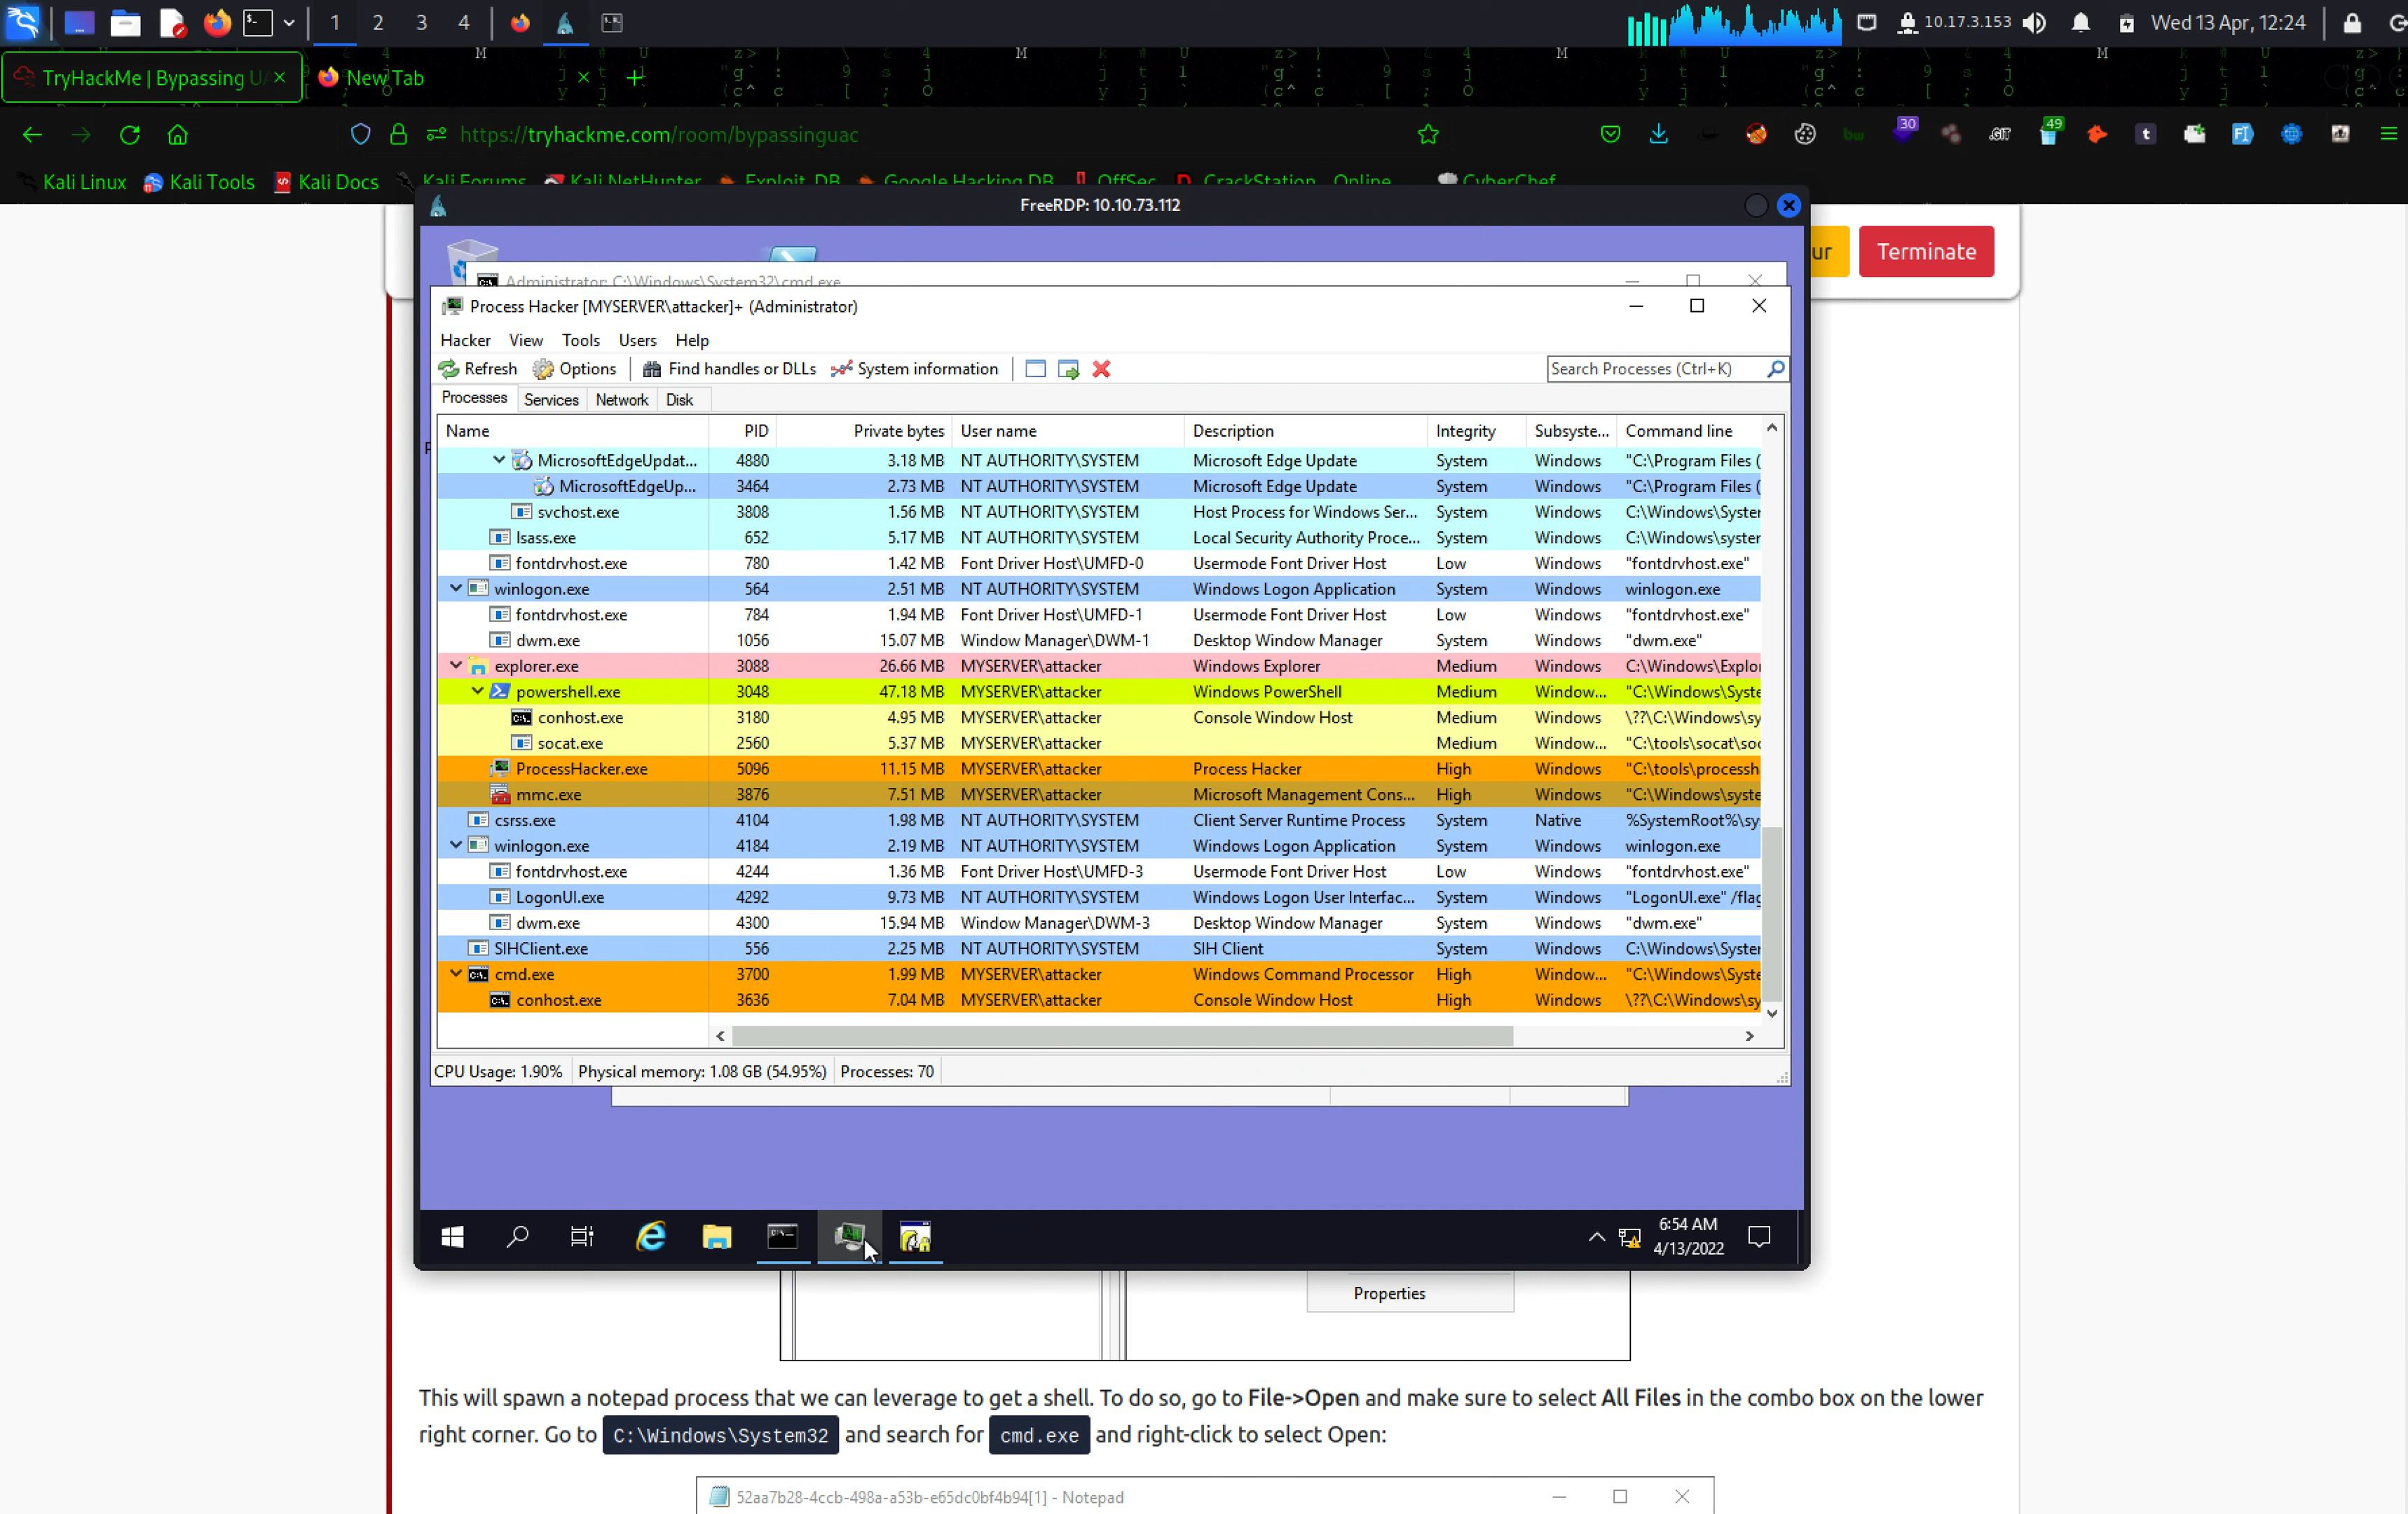 1 2 3 4 10.17.3.153 Wed 13 Apr, 12:24
TryHackMe | Bypassing UA New Tab
https://tryhackme.com/room/bypassinguac
30 49
Kali Linux Kali Tools Kali Docs Kali Forums Kali NetHunter Exploit-DB Google Hacking DB OffSec CrackStation Online CyberChef
FreeRDP: 10.10.73.112
ur Terminate
Administrator: C:\Windows\System32\cmd.exe
Process Hacker [MYSERVER\attacker]+ (Administrator)
Hacker View Tools Users Help
Refresh Options Find handles or DLLs System information Search Processes (Ctrl+K)
Processes Services Network Disk
Name PID Private bytes User name Description Integrity Subsyste... Command line
MicrosoftEdgeUpdat... 4880 3.18 MB NT AUTHORITY\SYSTEM Microsoft Edge Update System Windows "C:\Program Files (
MicrosoftEdgeUp... 3464 2.73 MB NT AUTHORITY\SYSTEM Microsoft Edge Update System Windows "C:\Program Files (
svchost.exe 3808 1.56 MB NT AUTHORITY\SYSTEM Host Process for Windows Ser... System Windows C:\Windows\System
lsass.exe 652 5.17 MB NT AUTHORITY\SYSTEM Local Security Authority Proce... System Windows C:\Windows\system
fontdrvhost.exe 780 1.42 MB Font Driver Host\UMFD-0 Usermode Font Driver Host Low Windows "fontdrvhost.exe"
winlogon.exe 564 2.51 MB NT AUTHORITY\SYSTEM Windows Logon Application System Windows winlogon.exe
fontdrvhost.exe 784 1.94 MB Font Driver Host\UMFD-1 Usermode Font Driver Host Low Windows "fontdrvhost.exe"
dwm.exe 1056 15.07 MB Window Manager\DWM-1 Desktop Window Manager System Windows "dwm.exe"
explorer.exe 3088 26.66 MB MYSERVER\attacker Windows Explorer Medium Windows C:\Windows\Explo
powershell.exe 3048 47.18 MB MYSERVER\attacker Windows PowerShell Medium Window... "C:\Windows\Syste
conhost.exe 3180 4.95 MB MYSERVER\attacker Console Window Host Medium Windows \??\C:\Windows\sy
socat.exe 2560 5.37 MB MYSERVER\attacker Medium Window... "C:\tools\socat\soc
ProcessHacker.exe 5096 11.15 MB MYSERVER\attacker Process Hacker High Windows "C:\tools\processh
mmc.exe 3876 7.51 MB MYSERVER\attacker Microsoft Management Cons... High Windows "C:\Windows\syste
csrss.exe 4104 1.98 MB NT AUTHORITY\SYSTEM Client Server Runtime Process System Native %SystemRoot%\sy
winlogon.exe 4184 2.19 MB NT AUTHORITY\SYSTEM Windows Logon Application System Windows winlogon.exe
fontdrvhost.exe 4244 1.36 MB Font Driver Host\UMFD-3 Usermode Font Driver Host Low Windows "fontdrvhost.exe"
LogonUI.exe 4292 9.73 MB NT AUTHORITY\SYSTEM Windows Logon User Interfac... System Windows "LogonUI.exe" /flag
dwm.exe 4300 15.94 MB Window Manager\DWM-3 Desktop Window Manager System Windows "dwm.exe"
SIHClient.exe 556 2.25 MB NT AUTHORITY\SYSTEM SIH Client System Windows C:\Windows\System
cmd.exe 3700 1.99 MB MYSERVER\attacker Windows Command Processor High Window... "C:\Windows\Syste
conhost.exe 3636 7.04 MB MYSERVER\attacker Console Window Host High Windows \??\C:\Windows\sy
CPU Usage: 1.90% Physical memory: 1.08 GB (54.95%) Processes: 70
6:54 AM
4/13/2022
Properties
This will spawn a notepad process that we can leverage to get a shell. To do so, go to File->Open and make sure to select All Files in the combo box on the lower
right corner. Go to C:\Windows\System32 and search for cmd.exe and right-click to select Open:
52aa7b28-4ccb-498a-a53b-e65dc0bf4b94[1] - Notepad